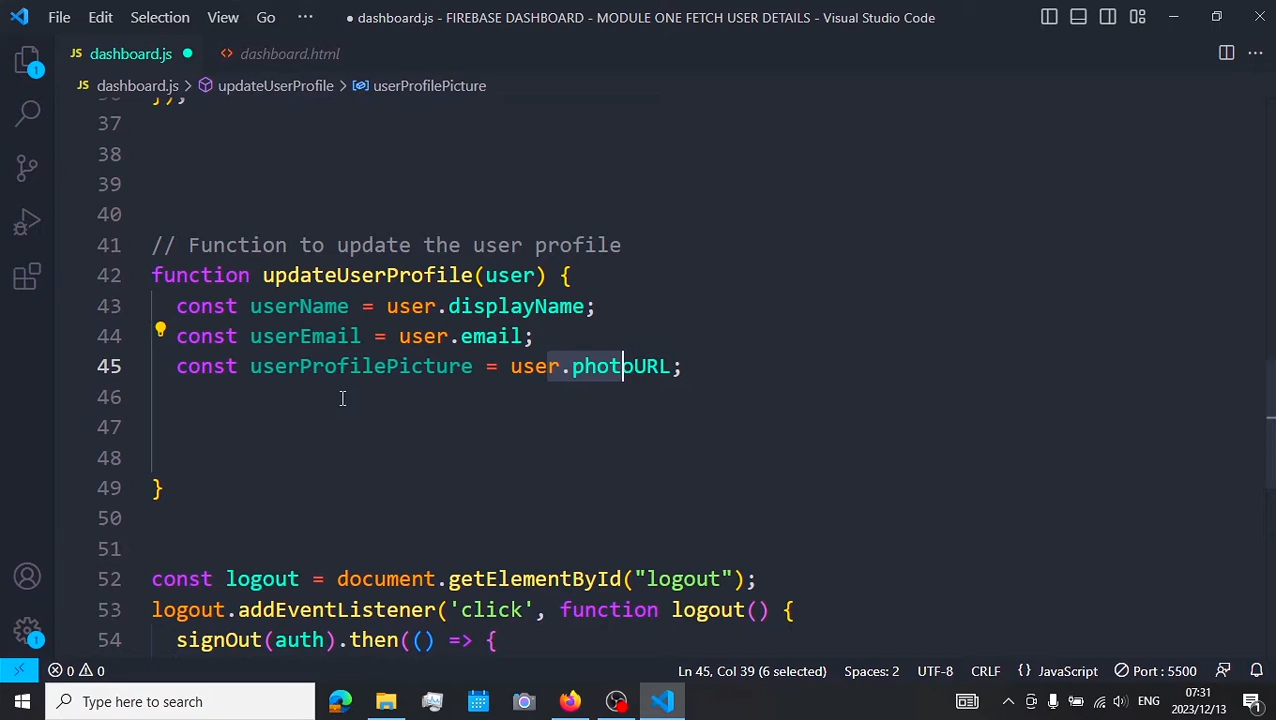 File Edit Selection View Go ··· ● dashboard.js - FIREBASE DASHBOARD - MODULE ONE FETCH USER DETAILS - Visual Studio Code
JS dashboard.js ● <> dashboard.html
JS dashboard.js > updateUserProfile > userProfilePicture
});
37
38
39
40
41 // Function to update the user profile
42 function updateUserProfile(user) {
43 const userName = user.displayName;
44 const userEmail = user.email;
45 const userProfilePicture = user.photoURL;
46
47
48
49 }
50
51
52 const logout = document.getElementById("logout");
53 logout.addEventListener('click', function logout() {
54 signOut(auth).then(() => {
1
1
0 0 Ln 45, Col 39 (6 selected) Spaces: 2 UTF-8 CRLF {} JavaScript Port : 5500
Type here to search ENG 07:31
2023/12/13 1